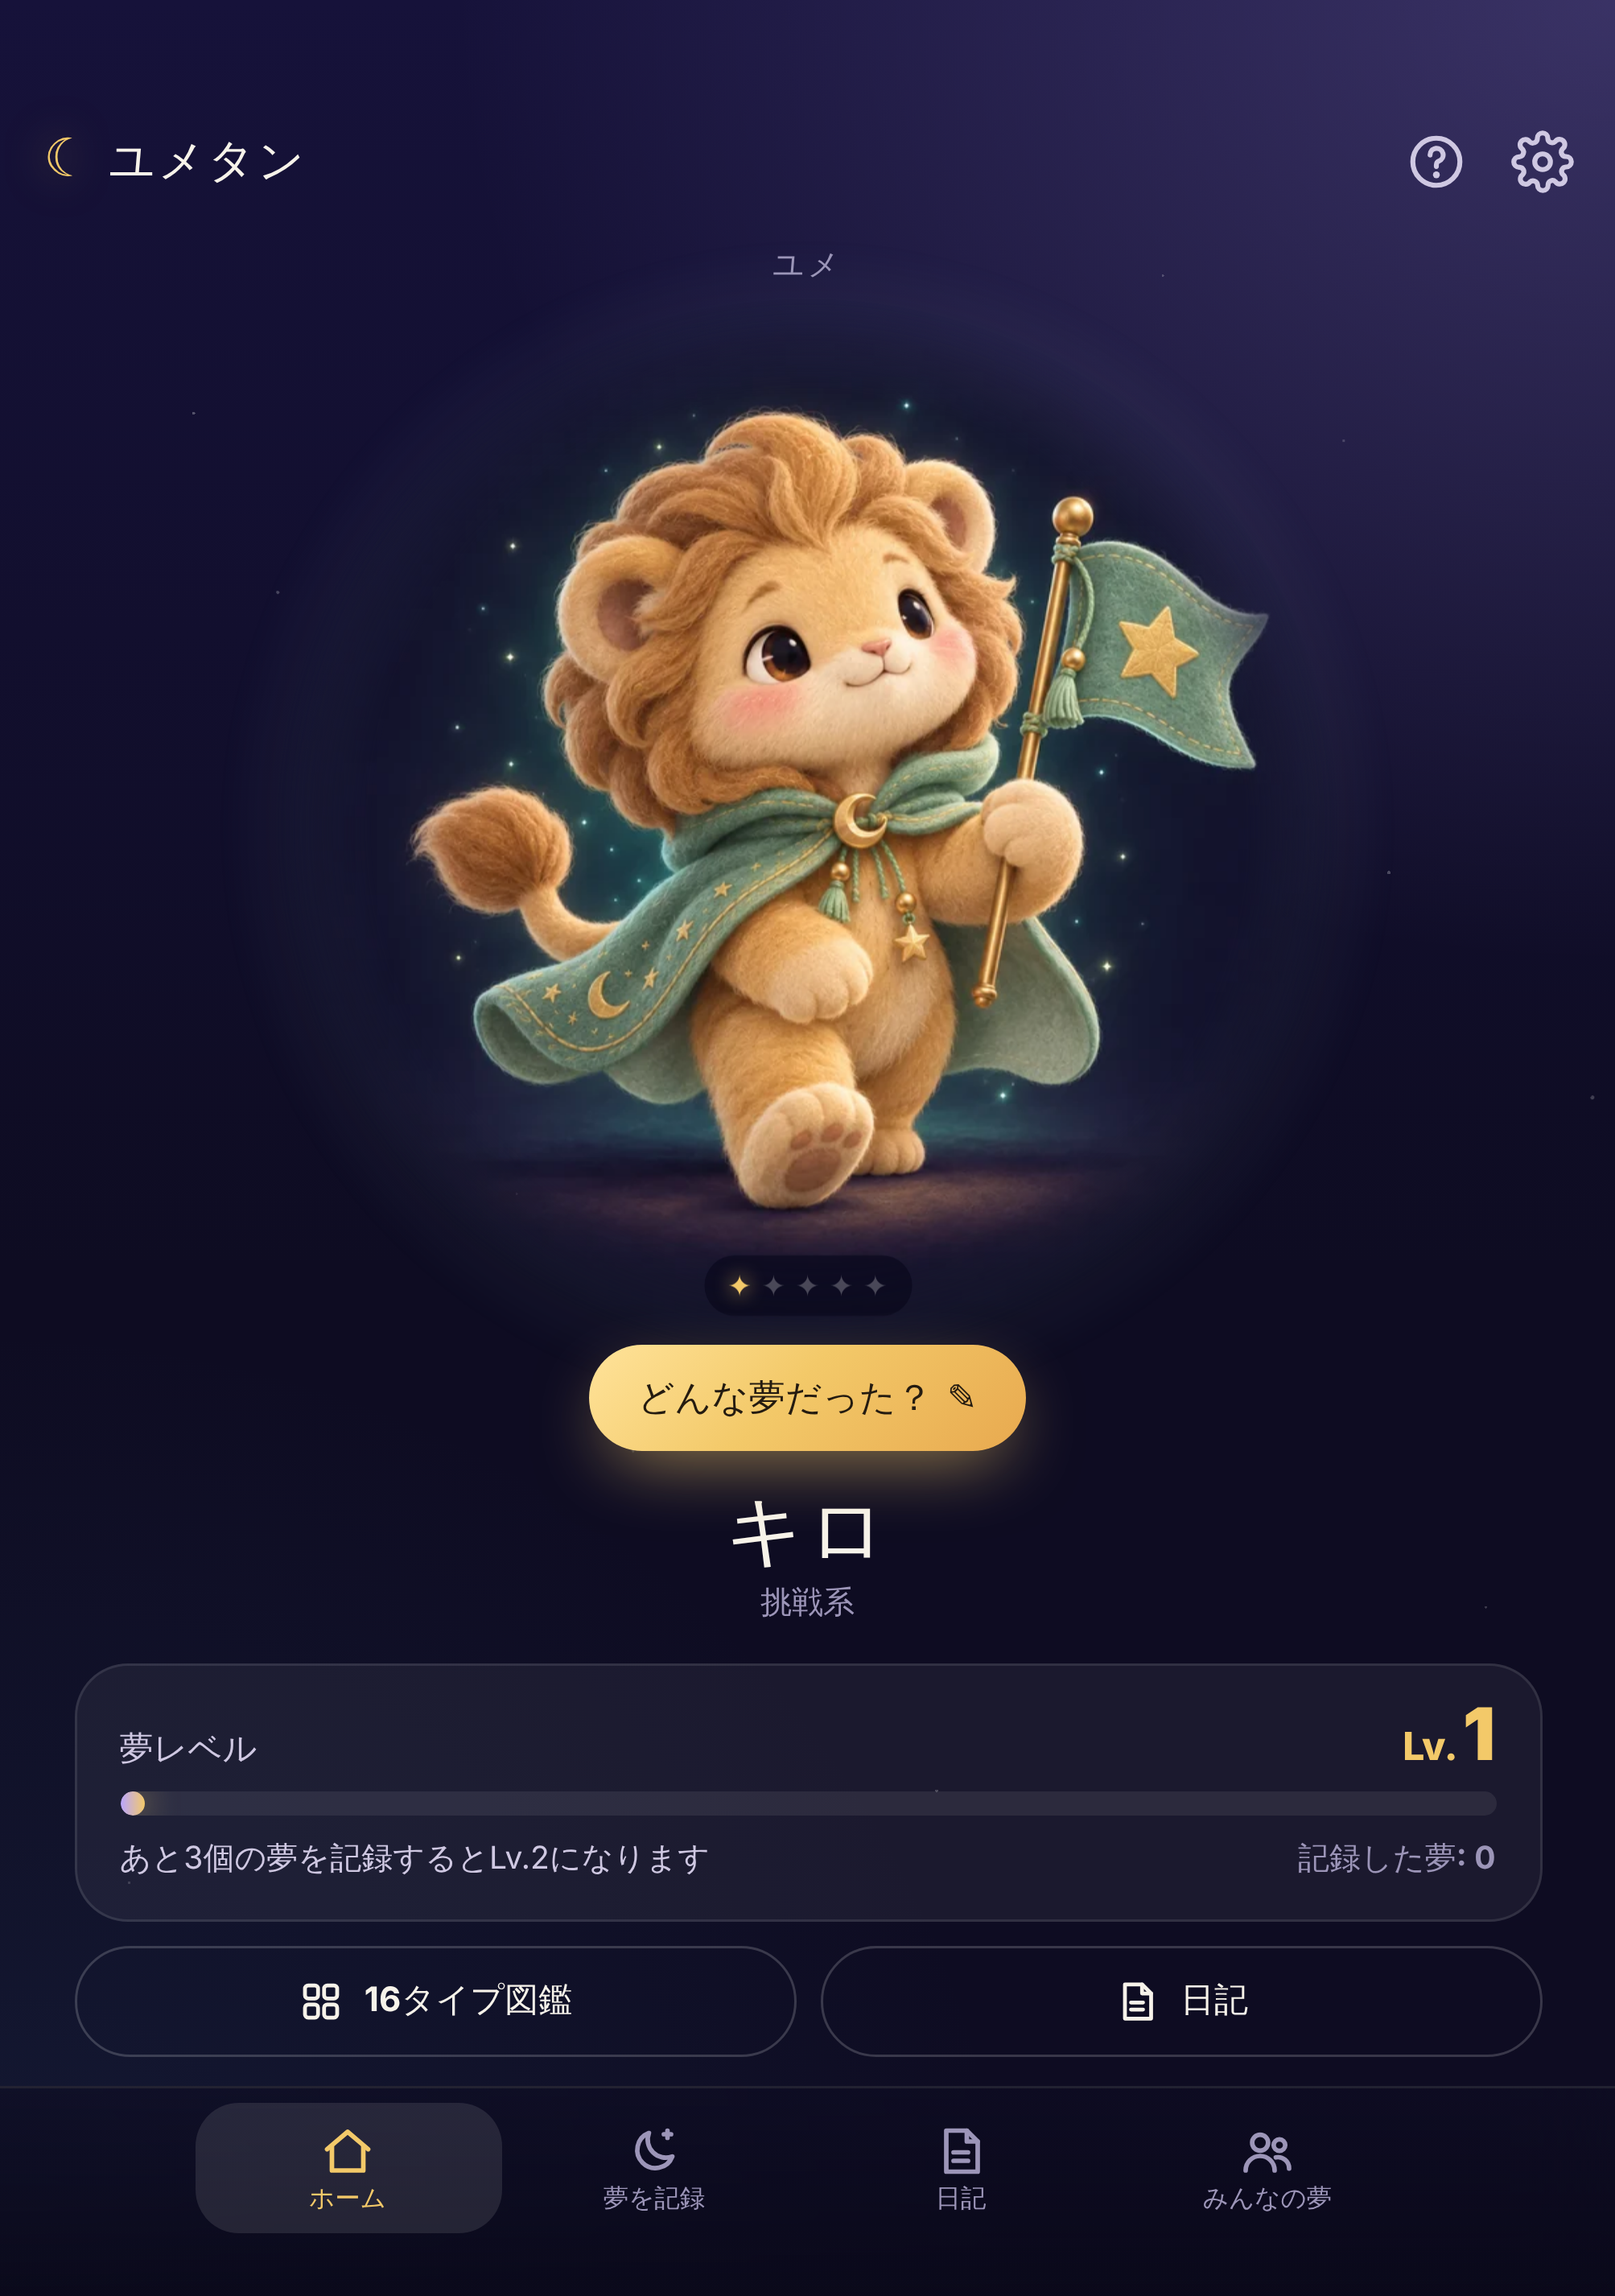 ユメタン
ユメ
どんな夢だった？
キロ
挑戦系
夢レベル Lv.1
あと3個の夢を記録するとLv.2になります 記録した夢: 0
16タイプ図鑑 日記
ホーム 夢を記録 日記 みんなの夢